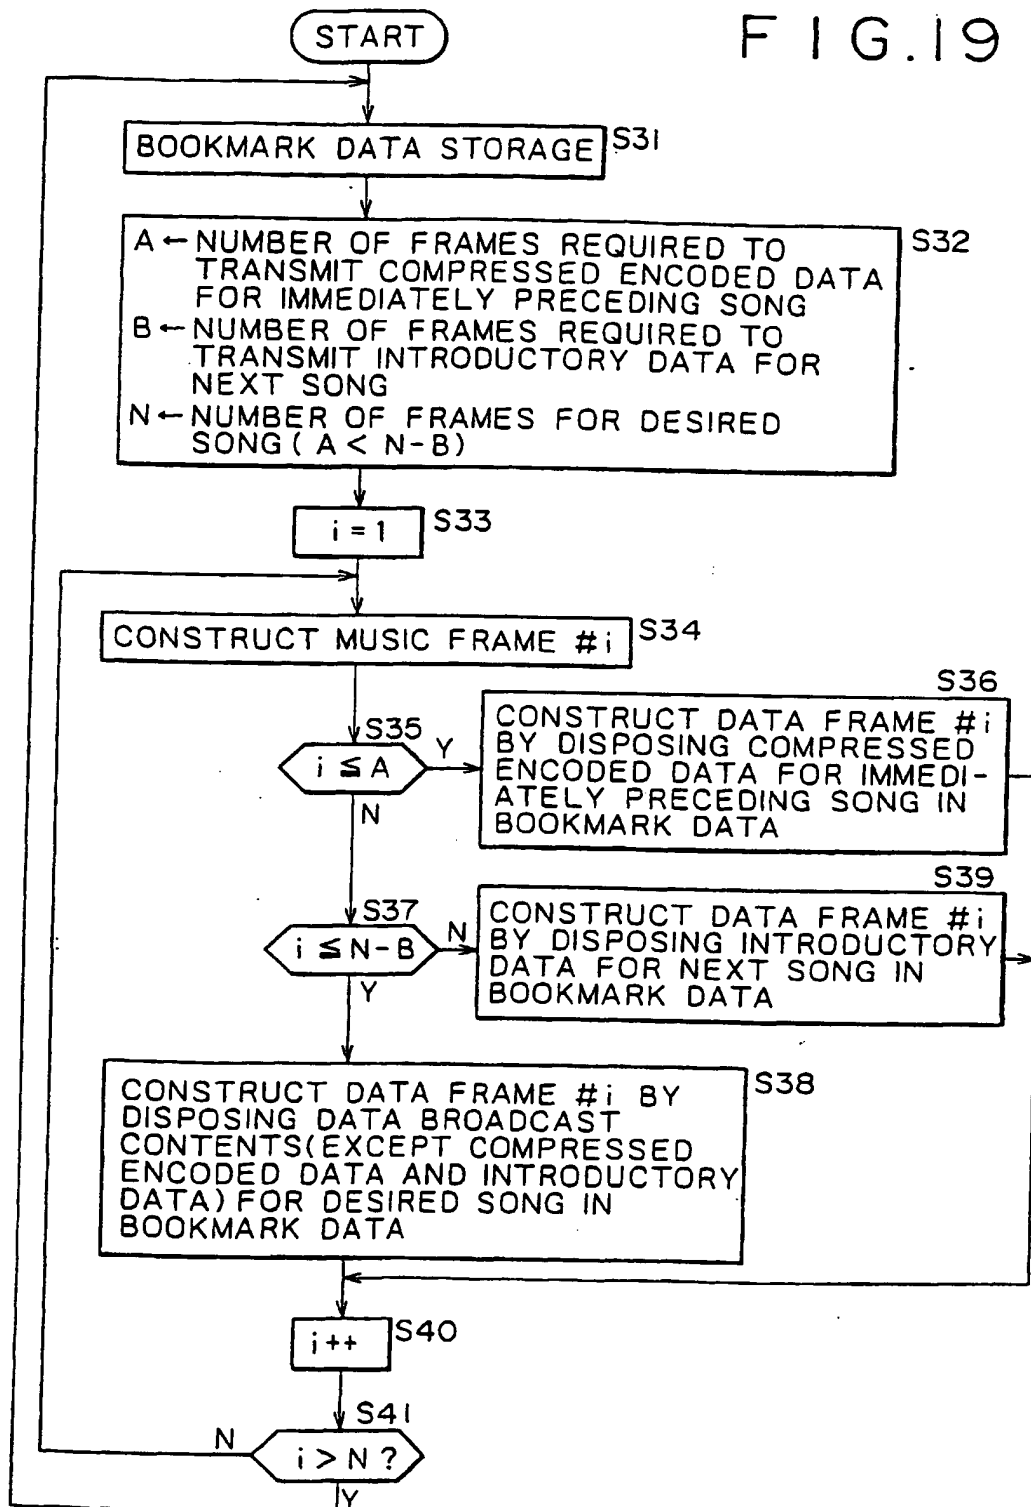 FIG.19
START
BOOKMARK DATA STORAGE
S31
S32
A ← NUMBER OF FRAMES REQUIRED TO
TRANSMIT COMPRESSED ENCODED DATA
FOR IMMEDIATELY PRECEDING SONG
B ← NUMBER OF FRAMES REQUIRED TO
TRANSMIT INTRODUCTORY DATA FOR
NEXT SONG
N ← NUMBER OF FRAMES FOR DESIRED
SONG ( A < N-B )
i = 1
S33
CONSTRUCT MUSIC FRAME #i
S34
S35
i ≦ A
Y
N
S36
CONSTRUCT DATA FRAME #i
BY DISPOSING COMPRESSED
ENCODED DATA FOR IMMEDI-
ATELY PRECEDING SONG IN
BOOKMARK DATA
S37
i ≦ N-B
N
Y
S39
CONSTRUCT DATA FRAME #i
BY DISPOSING INTRODUCTORY
DATA FOR NEXT SONG IN
BOOKMARK DATA
S38
CONSTRUCT DATA FRAME #i BY
DISPOSING DATA BROADCAST
CONTENTS(EXCEPT COMPRESSED
ENCODED DATA AND INTRODUCTORY
DATA) FOR DESIRED SONG IN
BOOKMARK DATA
i++
S40
S41
i > N ?
N
Y